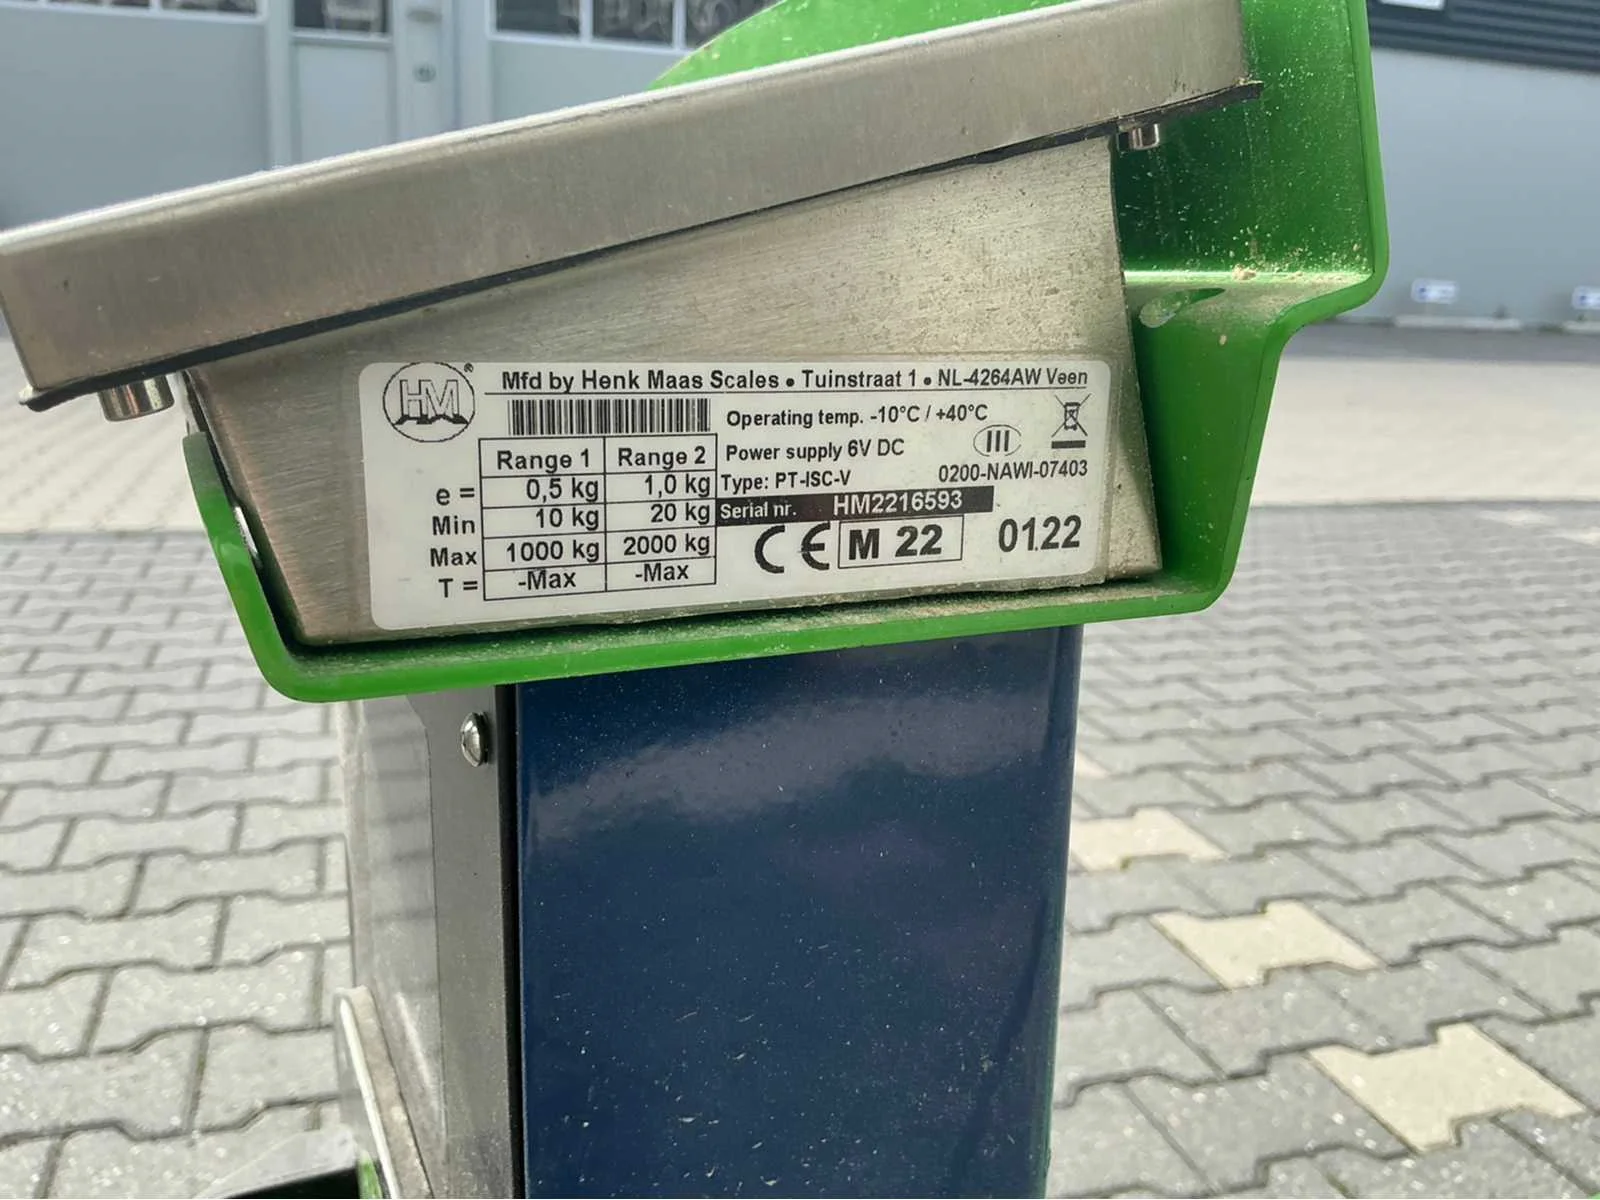 HM®
Mfd by Henk Maas Scales • Tuinstraat 1 • NL-4264AW Veen
Operating temp. -10°C / +40°C
Power supply 6V DC
III
Type: PT-ISC-V
0200-NAWI-07403
Serial nr. HM2216593
CE M 22 0122
Range 1 Range 2
e = 0,5 kg 1,0 kg
Min 10 kg 20 kg
Max 1000 kg 2000 kg
T = -Max -Max